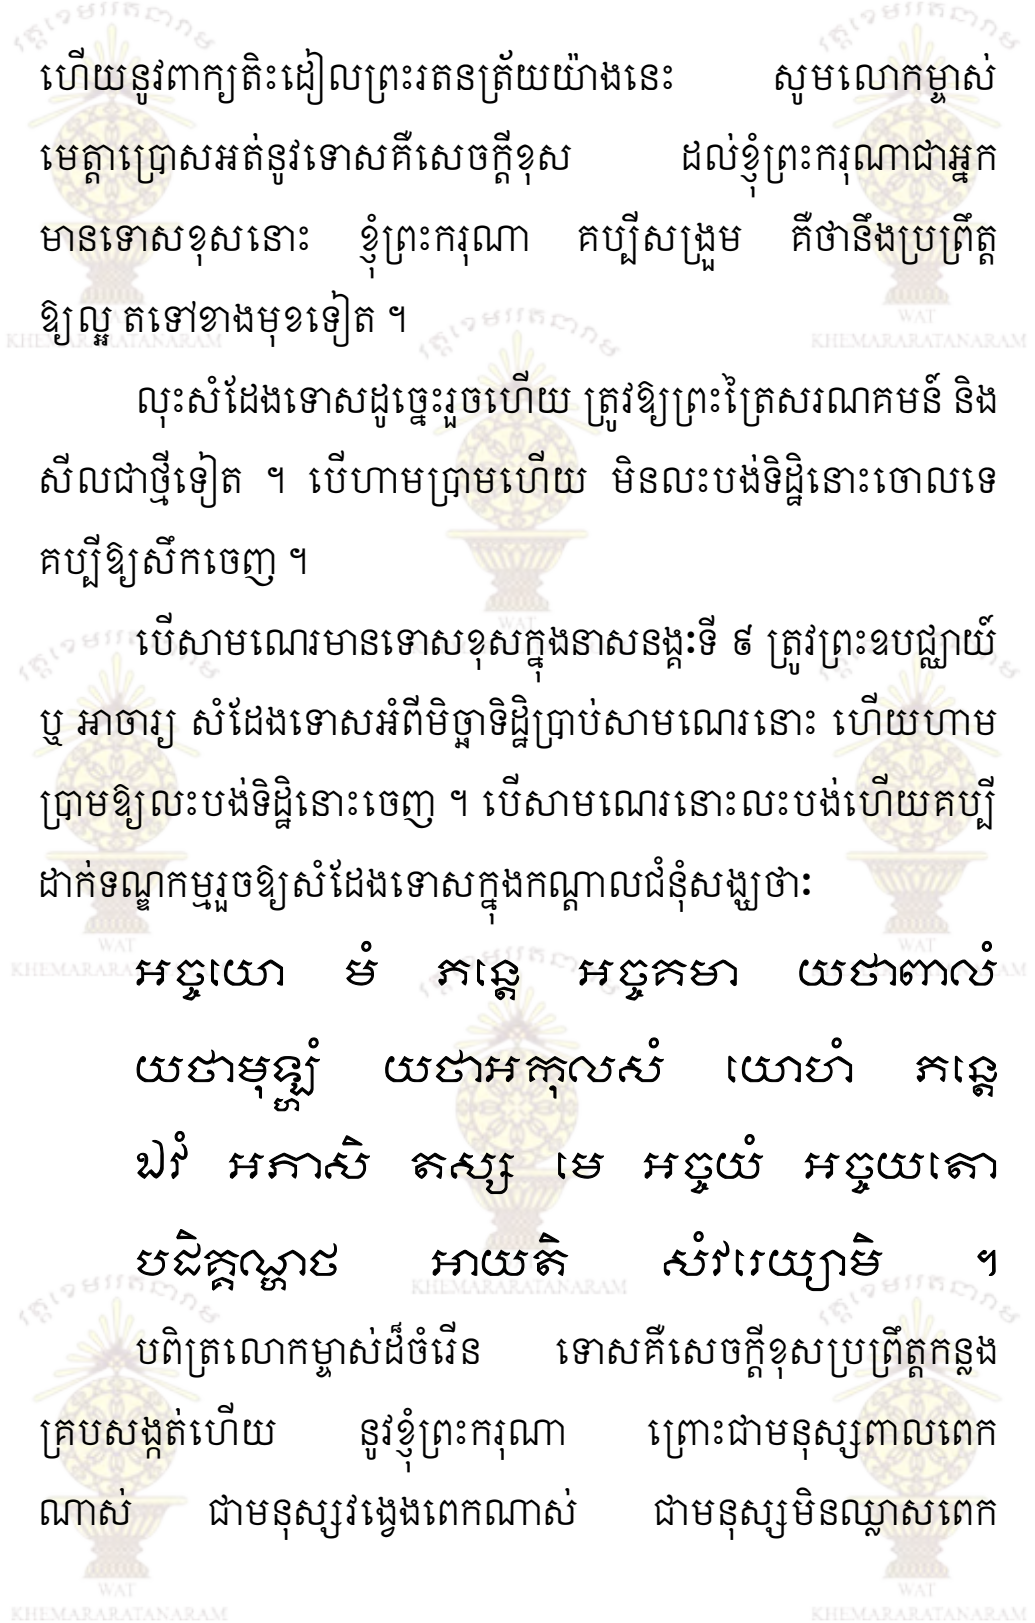 ហើយនូវពាក្យតិះដៀលព្រះរតនត្រ័យយ៉ាងនេះ សូមលោកម្ចាស់
មេត្តាប្រោសអត់នូវទោសគឺសេចក្តីខុស ដល់ខ្ញុំព្រះករុណាជាអ្នក
មានទោសខុសនោះ ខ្ញុំព្រះករុណា គប្បីសង្រួម គឺថានឹងប្រព្រឹត្ត
ឱ្យល្អ តទៅខាងមុខទៀត ។
លុះសំដែងទោសដូច្នេះរួចហើយ ត្រូវឱ្យព្រះត្រៃសរណគមន៍ និង
សីលជាថ្មីទៀត ។ បើហាមប្រាមហើយ មិនលះបង់ទិដ្ឋិនោះចោលទេ
គប្បីឱ្យសឹកចេញ ។
បើសាមណេរមានទោសខុសក្នុងនាសនង្គៈទី ៩ ត្រូវព្រះឧបជ្ឈាយ៍
ឬ អាចារ្យ សំដែងទោសអំពីមិច្ឆាទិដ្ឋិប្រាប់សាមណេរនោះ ហើយហាម
ប្រាមឱ្យលះបង់ទិដ្ឋិនោះចេញ ។ បើសាមណេរនោះលះបង់ហើយគប្បី
ដាក់ទណ្ឌកម្មរួចឱ្យសំដែងទោសក្នុងកណ្តាលជំនុំសង្ឃថាៈ
អច្ចយោ មំ ភន្តេ អច្ចគមា យថាពាលំ
យថាមុឡ្ហំ យថាអកុលសំ យោហំ ភន្តេ
ឯវំ អភាសិ តស្ស មេ អច្ចយំ អច្ចយតោ
បដិគ្គណ្ហាថ អាយតិ សំវរេយ្យាមិ ។
បពិត្រលោកម្ចាស់ដ៏ចំរើន ទោសគឺសេចក្តីខុសប្រព្រឹត្តកន្លង
គ្របសង្កត់ហើយ នូវខ្ញុំព្រះករុណា ព្រោះជាមនុស្សពាលពេក
ណាស់ ជាមនុស្សវង្វេងពេកណាស់ ជាមនុស្សមិនឈ្លាសពេក
WAT
KHEMARARATANARAM